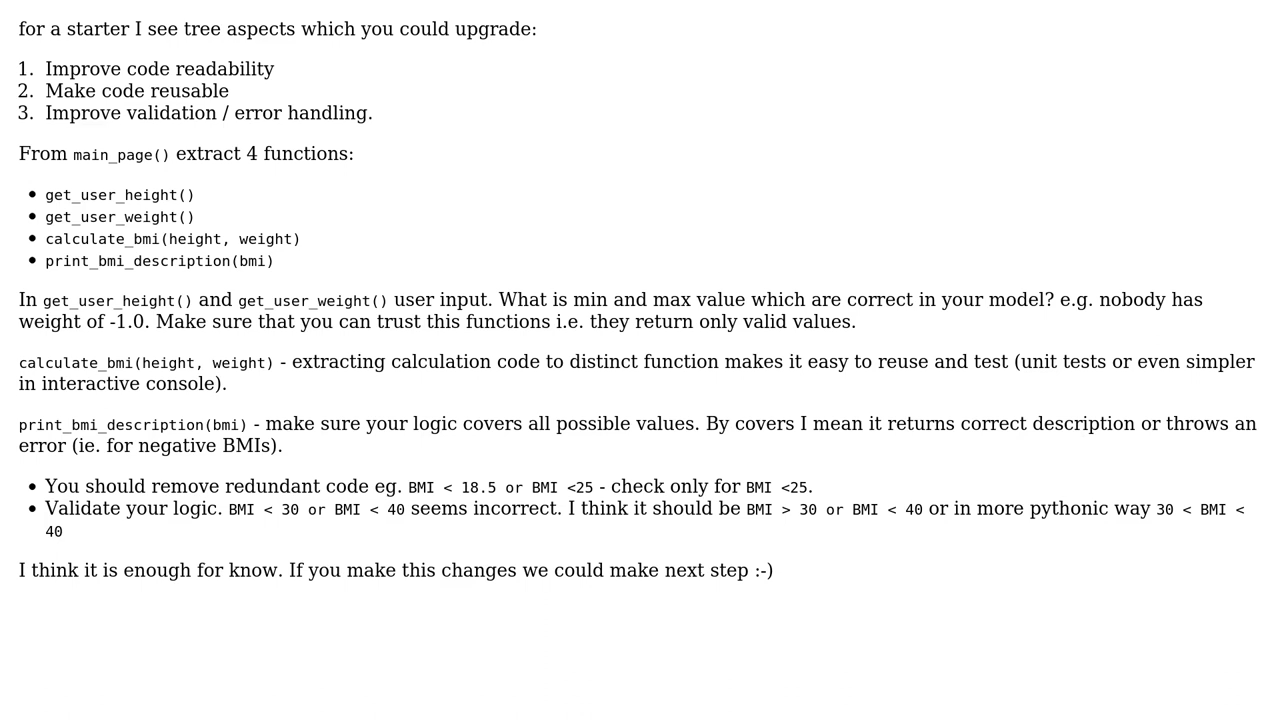 for a starter I see tree aspects which you could upgrade:
1. Improve code readability
2. Make code reusable
3. Improve validation / error handling.
From main_page() extract 4 functions:
• get_user_height()
• get_user_weight()
• calculate_bmi(height, weight)
• print_bmi_description(bmi)
In get_user_height() and get_user_weight() user input. What is min and max value which are correct in your model? e.g. nobody has
weight of -1.0. Make sure that you can trust this functions i.e. they return only valid values.
calculate_bmi(height, weight) - extracting calculation code to distinct function makes it easy to reuse and test (unit tests or even simpler
in interactive console).
print_bmi_description(bmi) - make sure your logic covers all possible values. By covers I mean it returns correct description or throws an
error (ie. for negative BMIs).
• You should remove redundant code eg. BMI < 18.5 or BMI <25 - check only for BMI <25.
• Validate your logic. BMI < 30 or BMI < 40 seems incorrect. I think it should be BMI > 30 or BMI < 40 or in more pythonic way 30 < BMI <
40
I think it is enough for know. If you make this changes we could make next step :-)